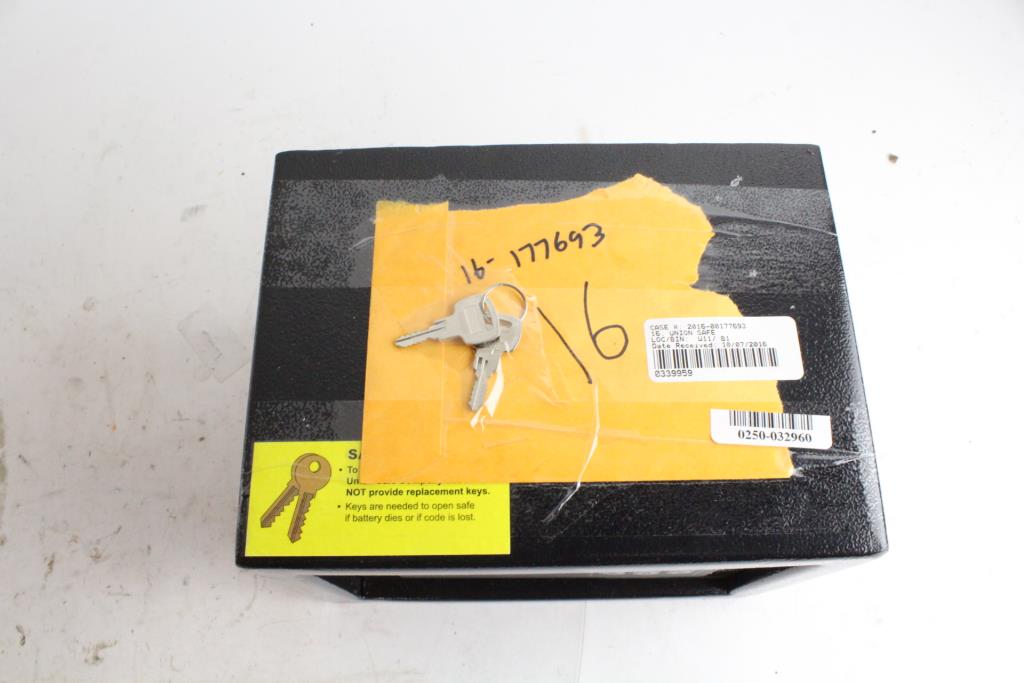 16-177693
16
CASE #: 2016-00177693
16. UNION SAFE
LOC/BIN: W11/ B1
Date Received: 10/07/2016
0339959
0250-032960
NOT provide replacement keys.
• Keys are needed to open safe
if battery dies or if code is lost.